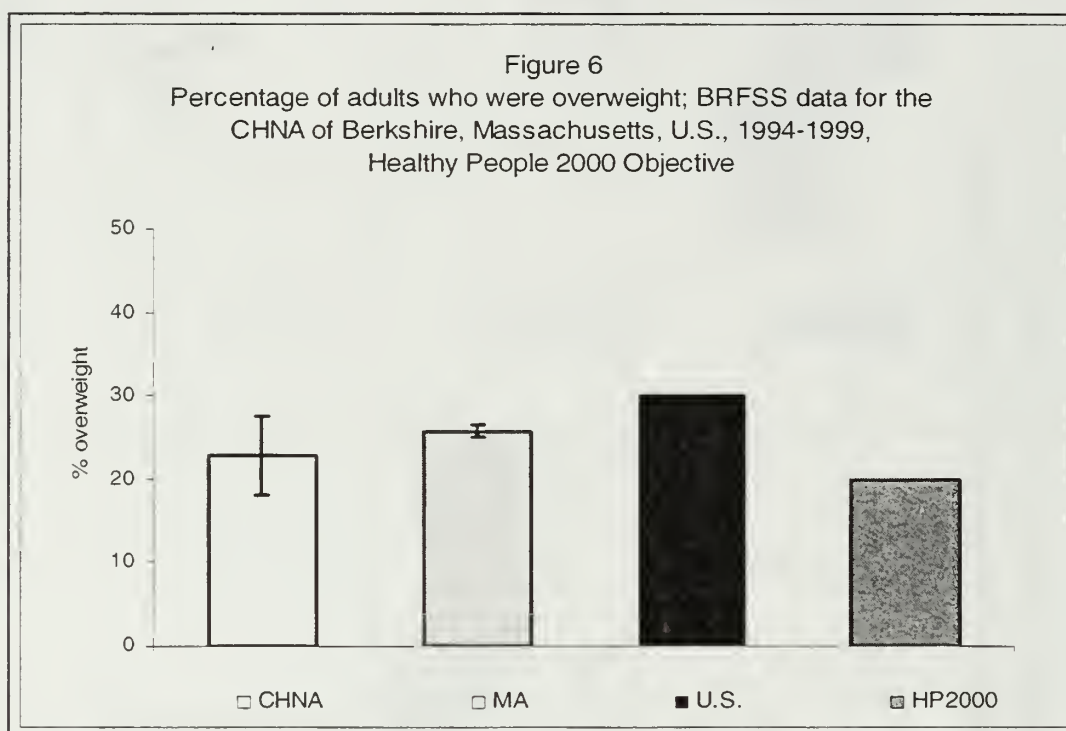 Figure 6
Percentage of adults who were overweight; BRFSS data for the
CHNA of Berkshire, Massachusetts, U.S., 1994-1999,
Healthy People 2000 Objective
50
40
30
20
10
0
% overweight
CHNA MA U.S. HP2000